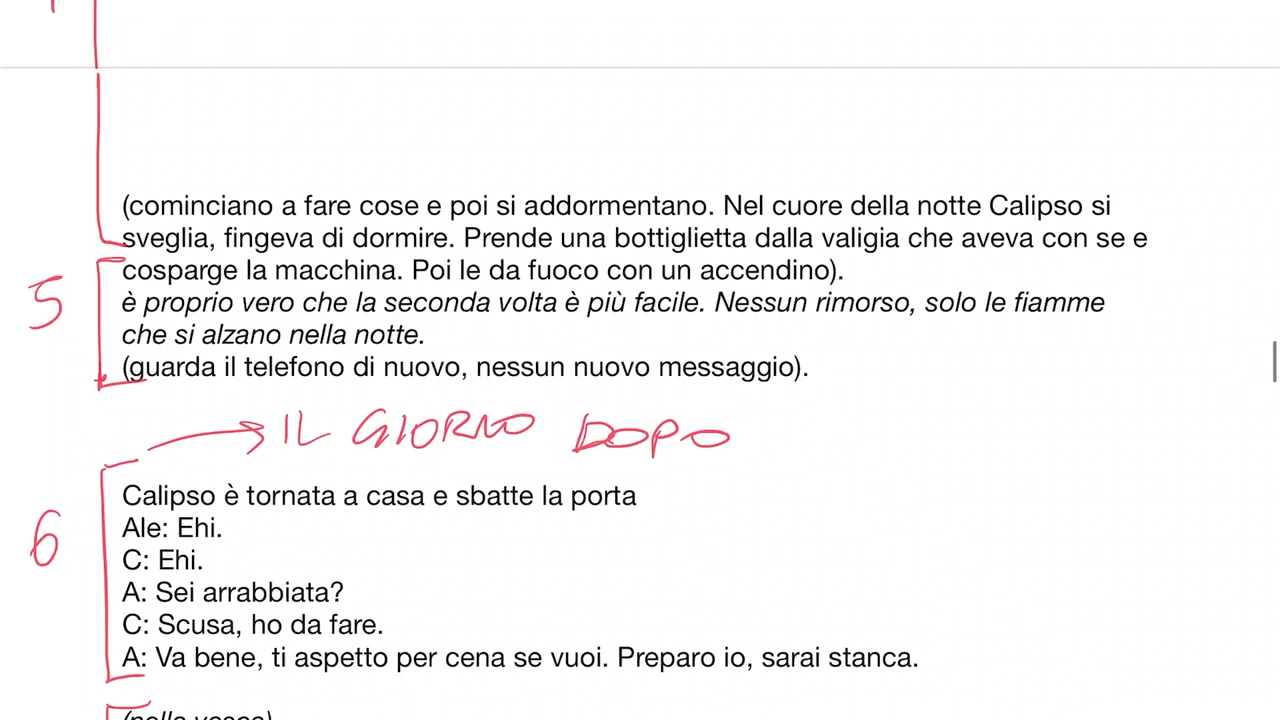 (cominciano a fare cose e poi si addormentano. Nel cuore della notte Calipso si
sveglia, fingeva di dormire. Prende una bottiglietta dalla valigia che aveva con se e
cosparge la macchina. Poi le da fuoco con un accendino).
5
è proprio vero che la seconda volta è più facile. Nessun rimorso, solo le fiamme
che si alzano nella notte.
(guarda il telefono di nuovo, nessun nuovo messaggio).
IL GIORNO DOPO
Calipso è tornata a casa e sbatte la porta
Ale: Ehi.
6
C: Ehi.
A: Sei arrabbiata?
C: Scusa, ho da fare.
A: Va bene, ti aspetto per cena se vuoi. Preparo io, sarai stanca.
(nella vasca)